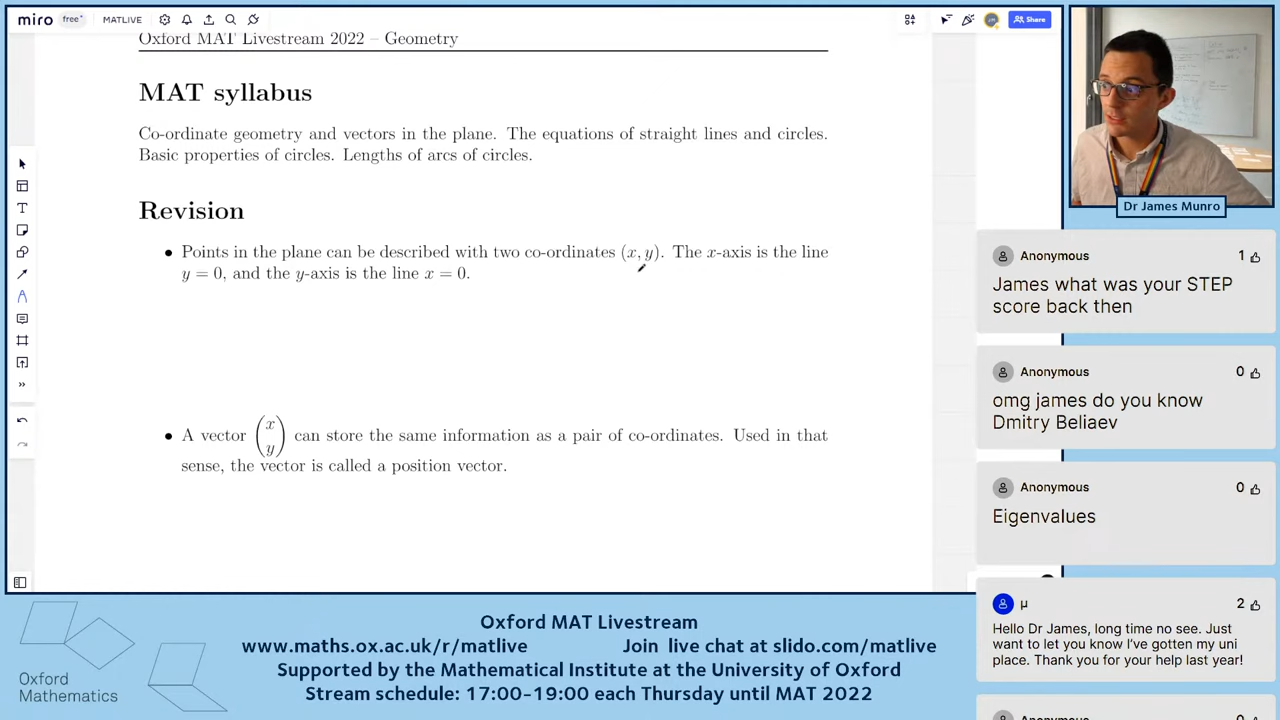 miro free MATLIVE Share
Oxford MAT Livestream 2022 – Geometry
MAT syllabus
Co-ordinate geometry and vectors in the plane. The equations of straight lines and circles.
Basic properties of circles. Lengths of arcs of circles.
Revision
• Points in the plane can be described with two co-ordinates (x, y). The x-axis is the line
y = 0, and the y-axis is the line x = 0.
• A vector (x y) can store the same information as a pair of co-ordinates. Used in that
sense, the vector is called a position vector.
Dr James Munro
Anonymous 1
James what was your STEP
score back then
Anonymous 0
omg james do you know
Dmitry Beliaev
Anonymous 0
Eigenvalues
μ 2
Hello Dr James, long time no see. Just
want to let you know I've gotten my uni
place. Thank you for your help last year!
Oxford
Mathematics
Oxford MAT Livestream
www.maths.ox.ac.uk/r/matlive Join live chat at slido.com/matlive
Supported by the Mathematical Institute at the University of Oxford
Stream schedule: 17:00-19:00 each Thursday until MAT 2022